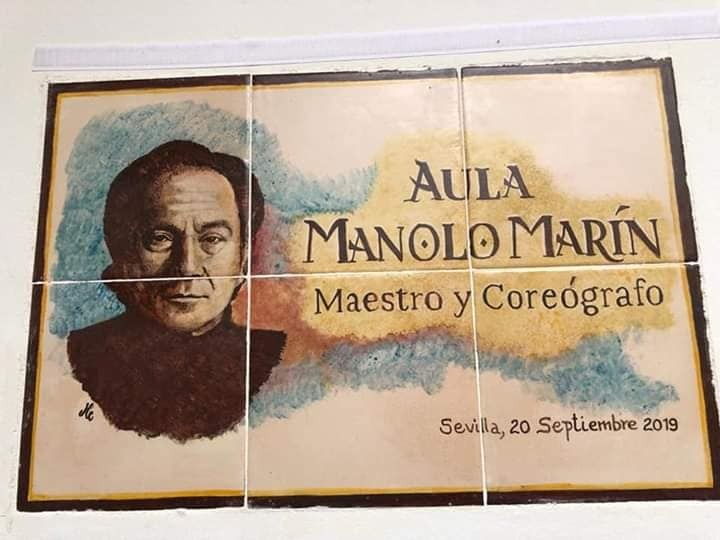 AULA
MANOLO MARÍN
Maestro y Coreógrafo
Sevilla, 20 Septiembre 2019